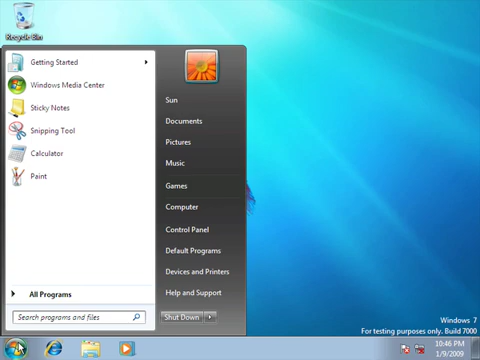 Recycle Bin
Getting Started
Windows Media Center
Sticky Notes
Snipping Tool
Calculator
Paint
All Programs
Search programs and files
Sun
Documents
Pictures
Music
Games
Computer
Control Panel
Default Programs
Devices and Printers
Help and Support
Shut Down
Windows 7
For testing purposes only. Build 7000
10:46 PM
1/9/2009